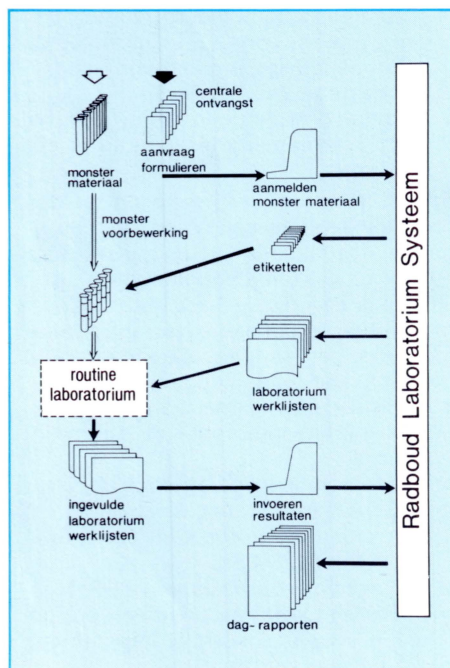 centrale
ontvangst
aanvraag
formulieren
monster
materiaal
aanmelden
monster materiaal
monster
voorbewerking
etiketten
routine
laboratorium
laboratorium
werklijsten
ingevulde
laboratorium
werklijsten
invoeren
resultaten
dag- rapporten
Radboud Laboratorium Systeem